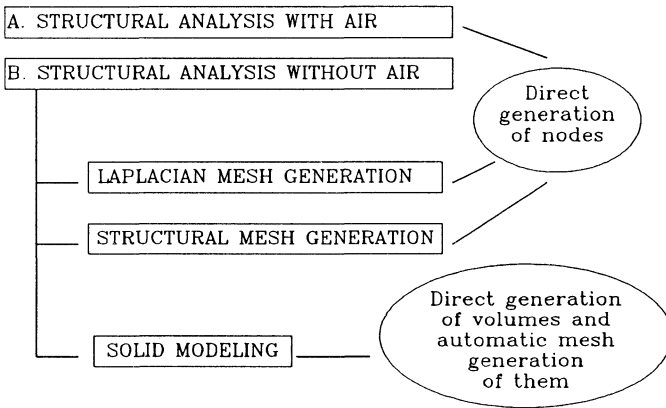 A. STRUCTURAL ANALYSIS WITH AIR
B. STRUCTURAL ANALYSIS WITHOUT AIR
Direct
generation
of nodes
LAPLACIAN MESH GENERATION
STRUCTURAL MESH GENERATION
SOLID MODELING
Direct generation
of volumes and
automatic mesh
generation
of them